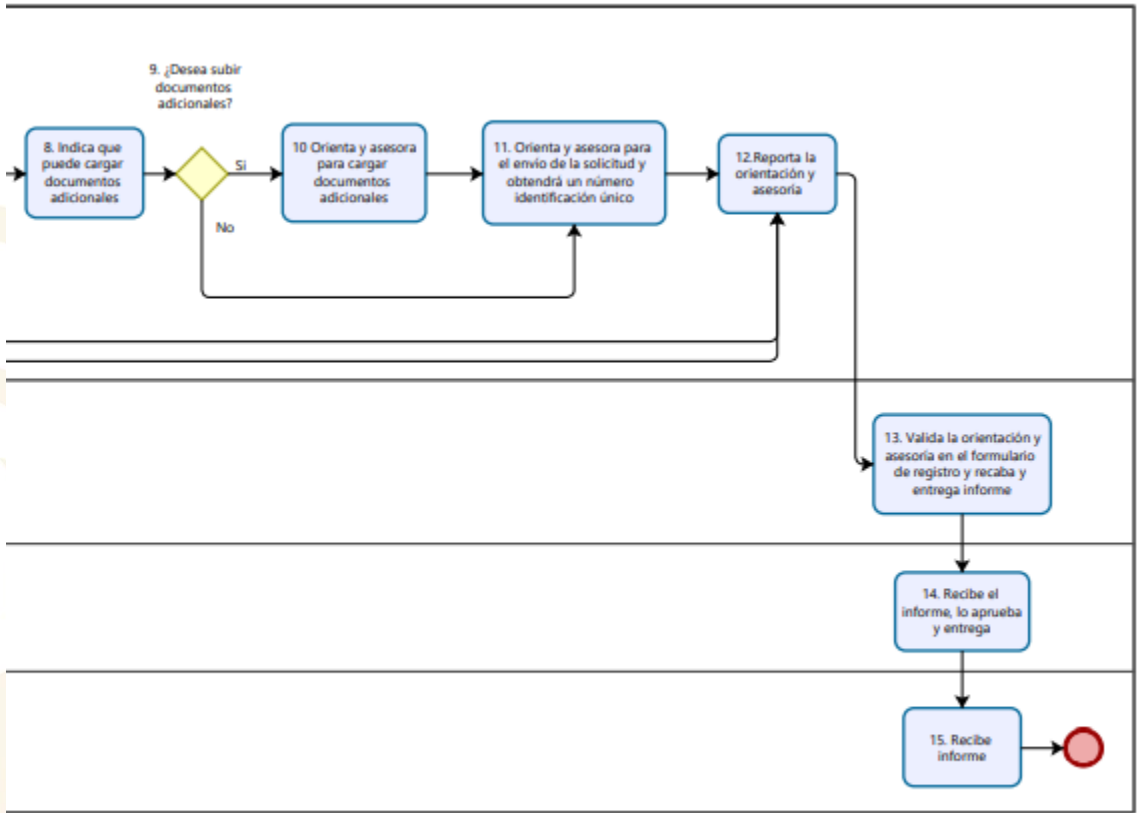 9. ¿Desea subir
documentos
adicionales?
8. Indica que
puede cargar
documentos
adicionales
Si
No
10 Orienta y asesora
para cargar
documentos
adicionales
11. Orienta y asesora para
el envío de la solicitud y
obtendrá un número
identificación único
12.Reporta la
orientación y
asesoría
13. Valida la orientación y
asesoría en el formulario
de registro y recaba y
entrega informe
14. Recibe el
informe, lo aprueba
y entrega
15. Recibe
informe